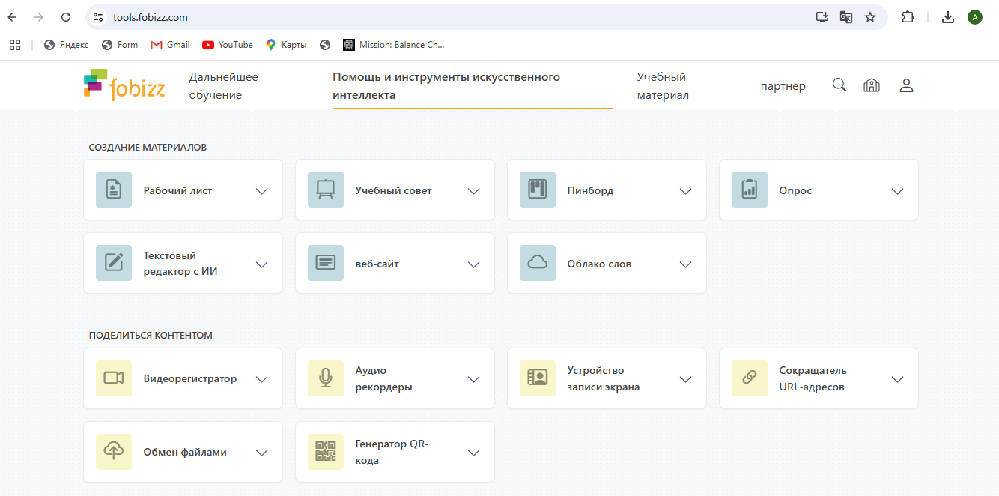 tools.fobizz.com
A
Яндекс
Form
Gmail
YouTube
Карты
Mission: Balance Ch...
fobizz
Дальнейшее
обучение
Помощь и инструменты искусственного
интеллекта
Учебный
материал
партнер
СОЗДАНИЕ МАТЕРИАЛОВ
Рабочий лист
Учебный совет
Пинборд
Опрос
Текстовый
редактор с ИИ
веб-сайт
Облако слов
ПОДЕЛИТЬСЯ КОНТЕНТОМ
Видеорегистратор
Аудио
рекордеры
Устройство
записи экрана
Сокращатель
URL-адресов
Обмен файлами
Генератор QR-
кода